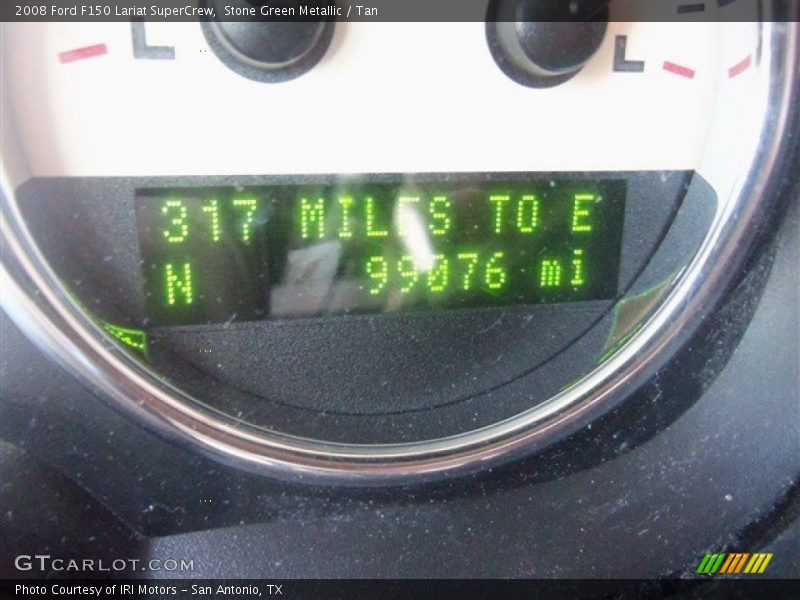 2008 Ford F150 Lariat SuperCrew, Stone Green Metallic / Tan
L L
317 MILES TO E
N 99076 mi
GTCARLOT.COM
Photo Courtesy of IRI Motors - San Antonio, TX